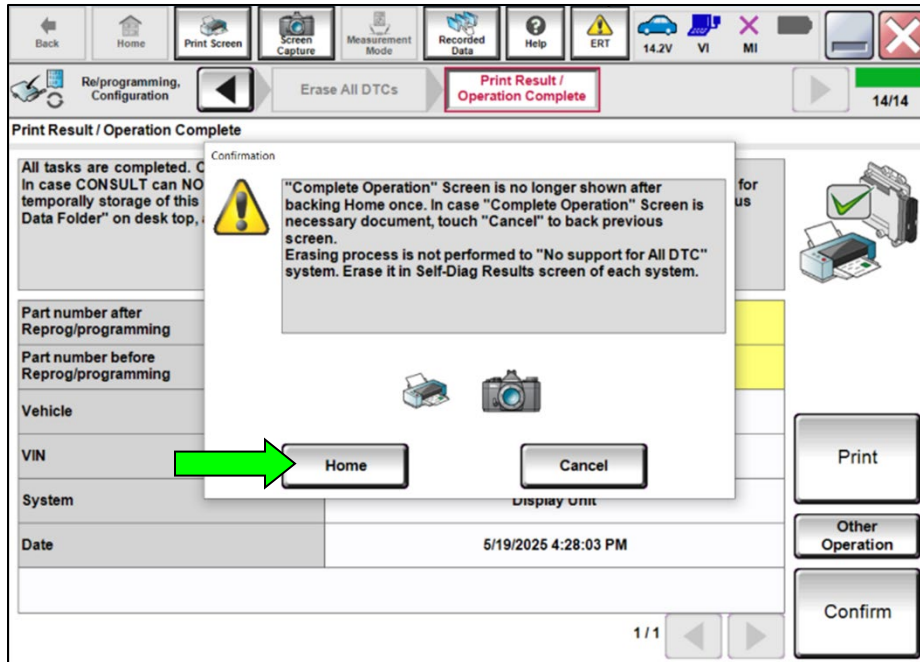 Back
Home
Print Screen
Screen
Capture
Measurement
Mode
Recorded
Data
Help
ERT
14.2V
VI
MI
Re/programming,
Configuration
Erase All DTCs
Print Result /
Operation Complete
14/14
Print Result / Operation Complete
All tasks are completed. C
In case CONSULT can NO
for
temporally storage of this
us
Data Folder" on desk top,
Confirmation
"Complete Operation" Screen is no longer shown after
backing Home once. In case "Complete Operation" Screen is
necessary document, touch "Cancel" to back previous
screen.
Erasing process is not performed to "No support for All DTC"
system. Erase it in Self-Diag Results screen of each system.
Home
Cancel
Part number after
Reprog/programming
Part number before
Reprog/programming
Vehicle
VIN
System
Display Unit
Date
5/19/2025 4:28:03 PM
1/1
Print
Other
Operation
Confirm